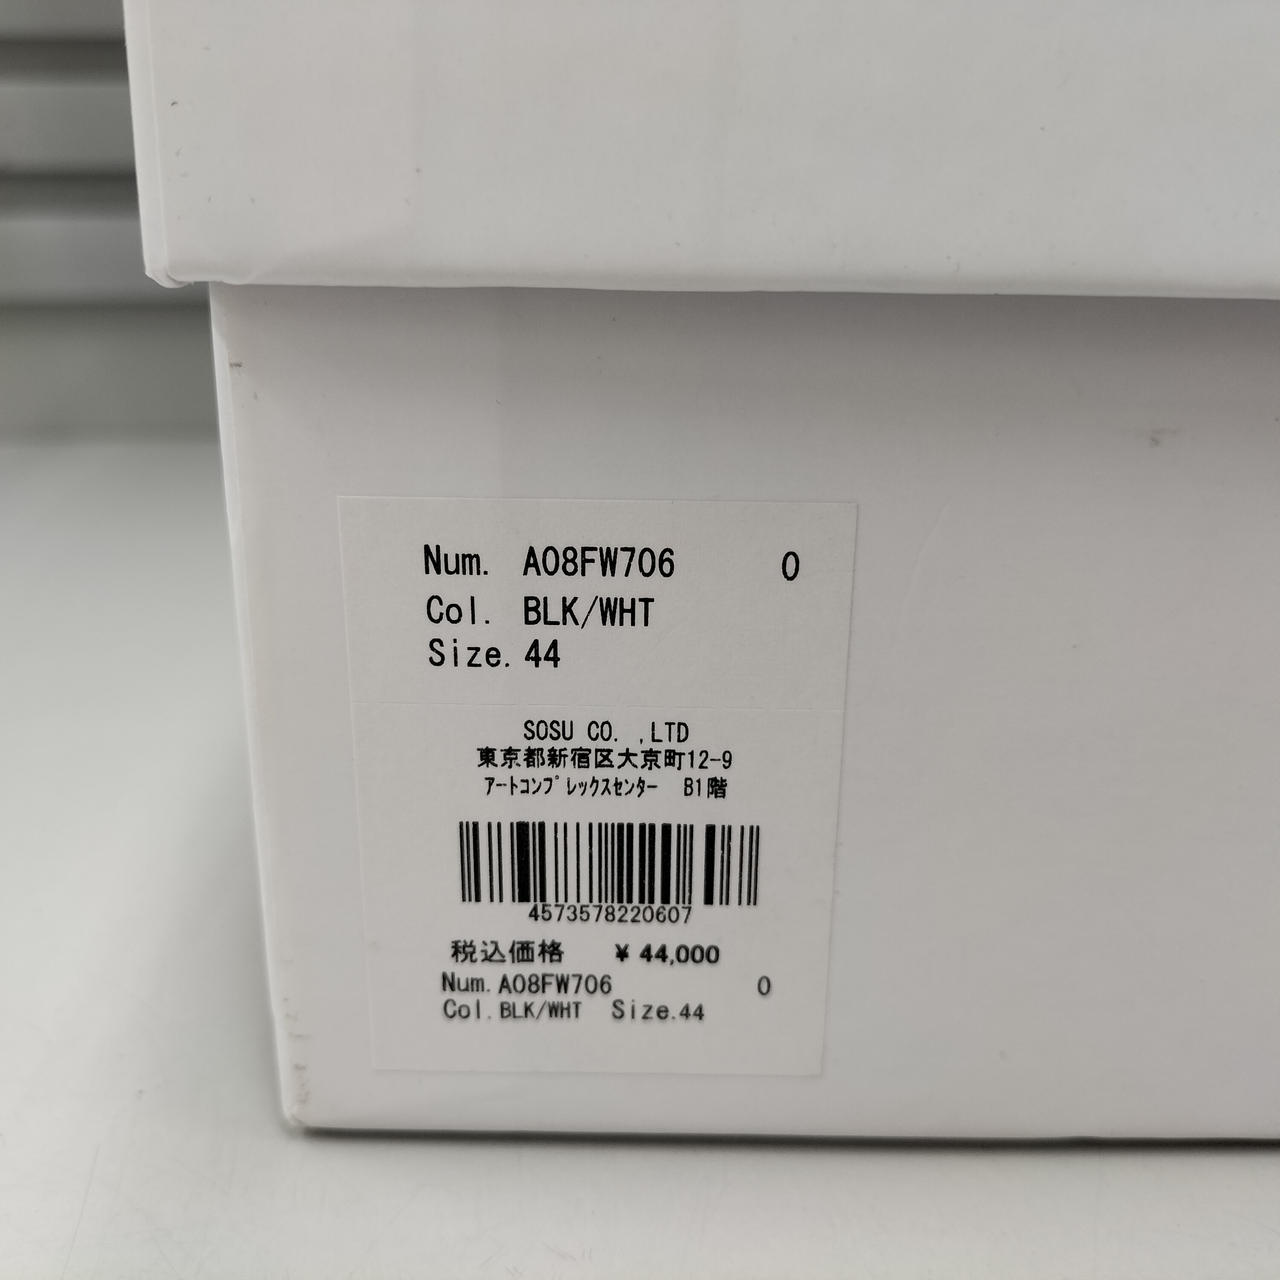 Num. A08FW706 0
Col. BLK/WHT
Size. 44
SOSU CO. ,LTD
東京都新宿区大京町12-9
ｱｰﾄｺﾝﾌﾟﾚｯｸｽｾﾝﾀｰ B1階
4573578220607
税込価格 ¥ 44,000
Num. A08FW706 0
Col. BLK/WHT Size. 44